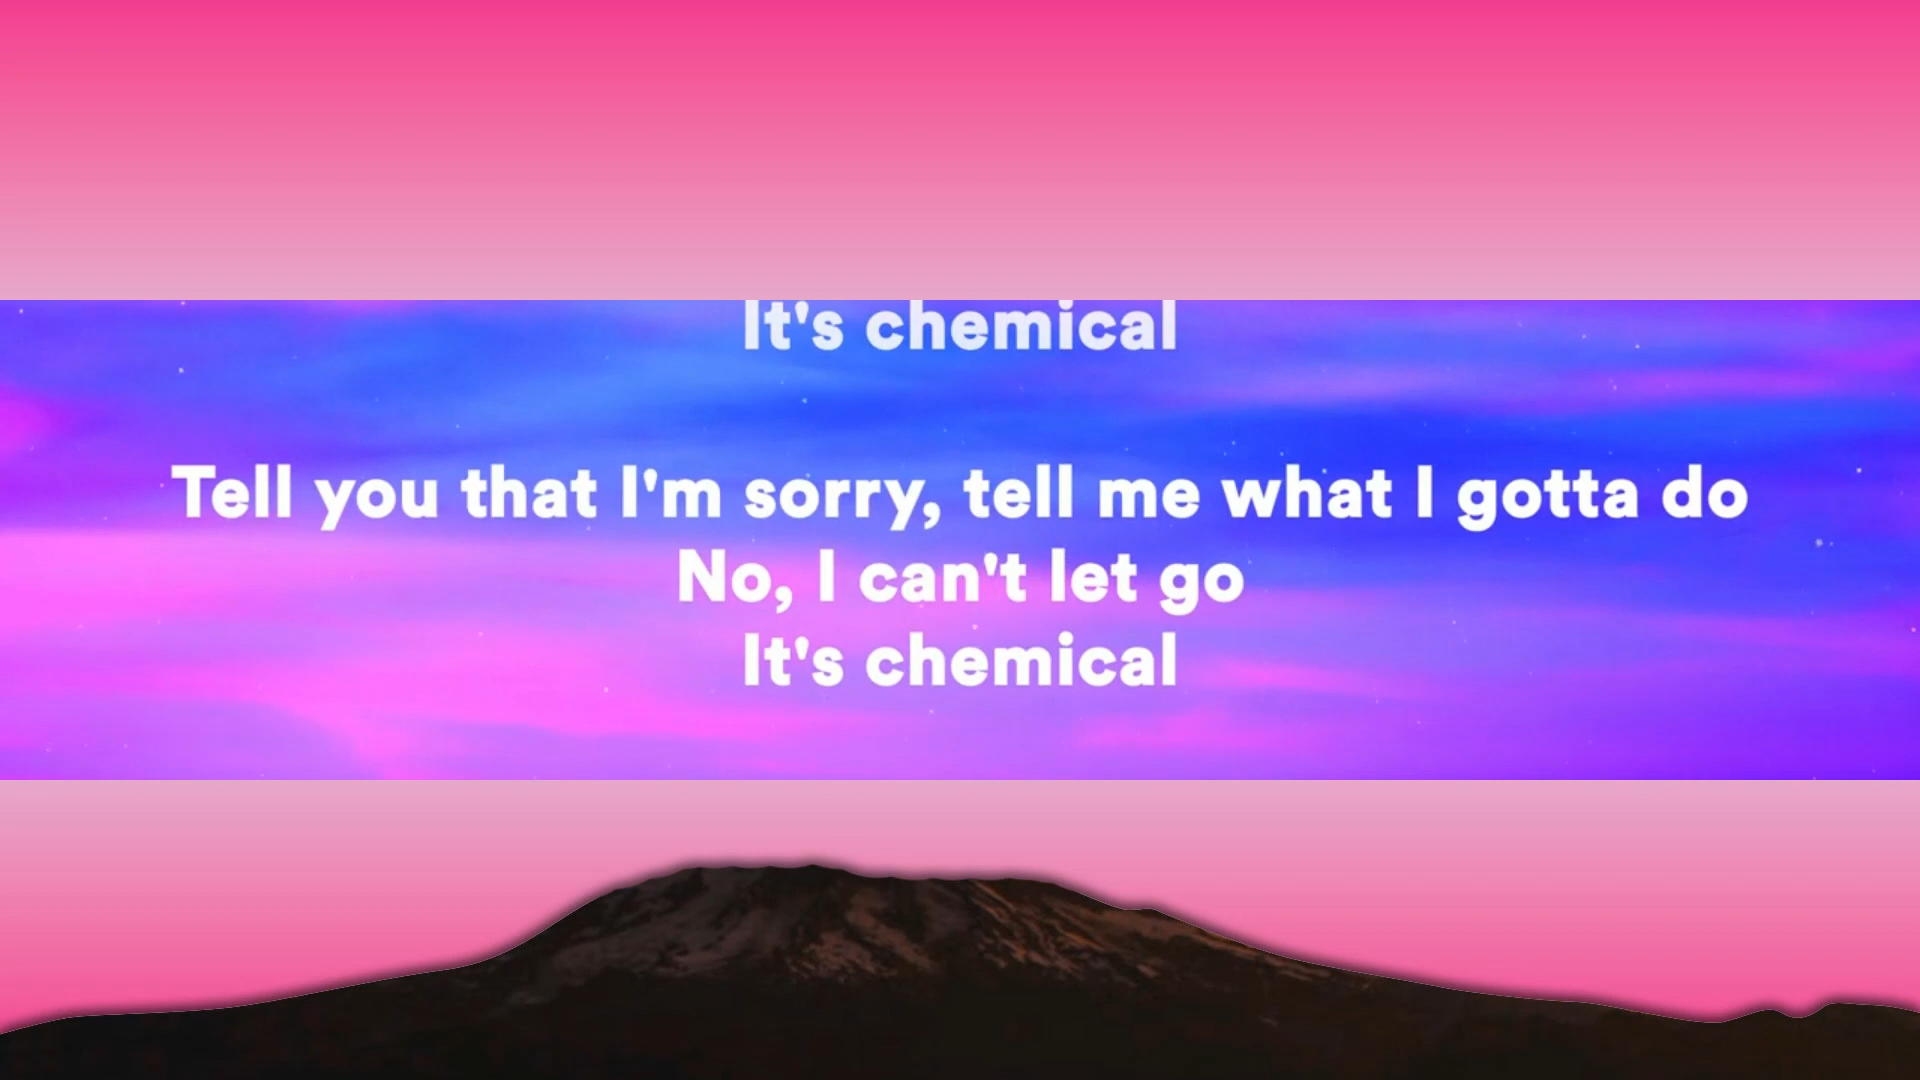 It's chemical
Tell you that I'm sorry, tell me what I gotta do
No, I can't let go
It's chemical